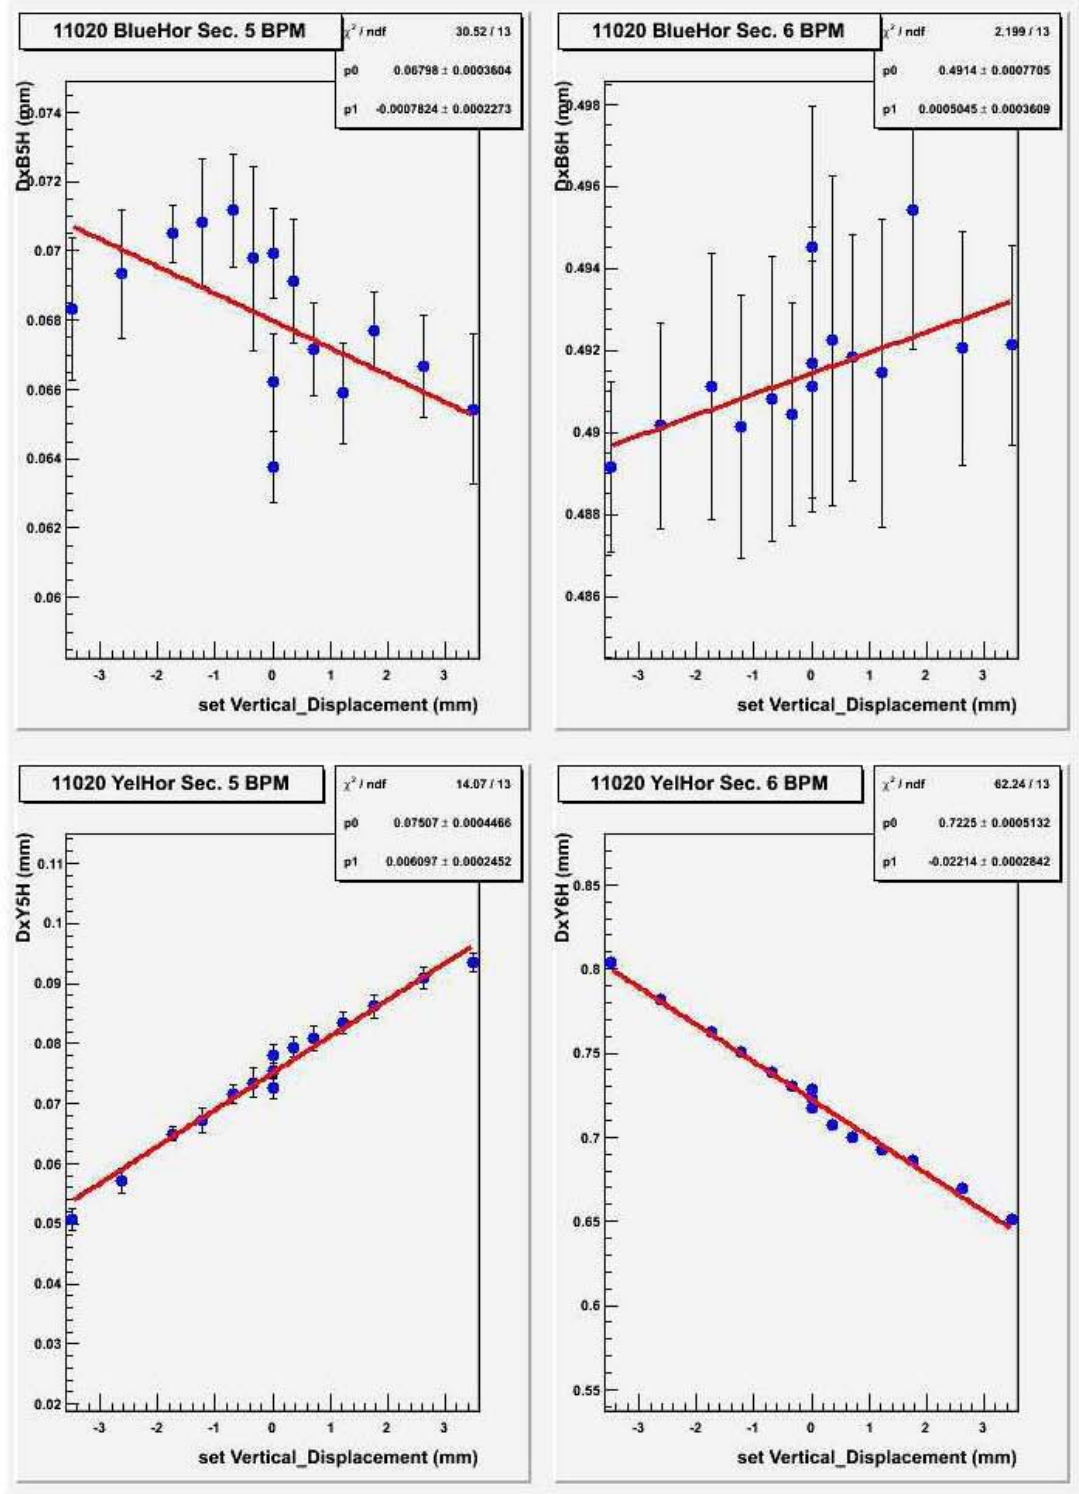 11020 BlueHor Sec. 5 BPM
χ² / ndf 30.52 / 13
p0 0.06798 ± 0.0003604
p1 -0.0007824 ± 0.0002273
DxB5H (mm)
0.074
0.072
0.07
0.068
0.066
0.064
0.062
0.06
-3 -2 -1 0 1 2 3
set Vertical_Displacement (mm)
11020 BlueHor Sec. 6 BPM
χ² / ndf 2.199 / 13
p0 0.4914 ± 0.0007705
p1 0.0005045 ± 0.0003609
DxB6H (mm)
0.498
0.496
0.494
0.492
0.49
0.488
0.486
-3 -2 -1 0 1 2 3
set Vertical_Displacement (mm)
11020 YelHor Sec. 5 BPM
χ² / ndf 14.07 / 13
p0 0.07507 ± 0.0004466
p1 0.006097 ± 0.0002452
DxY5H (mm)
0.11
0.1
0.09
0.08
0.07
0.06
0.05
0.04
0.03
0.02
-3 -2 -1 0 1 2 3
set Vertical_Displacement (mm)
11020 YelHor Sec. 6 BPM
χ² / ndf 62.24 / 13
p0 0.7225 ± 0.0005132
p1 -0.02214 ± 0.0002842
DxY6H (mm)
0.85
0.8
0.75
0.7
0.65
0.6
0.55
-3 -2 -1 0 1 2 3
set Vertical_Displacement (mm)